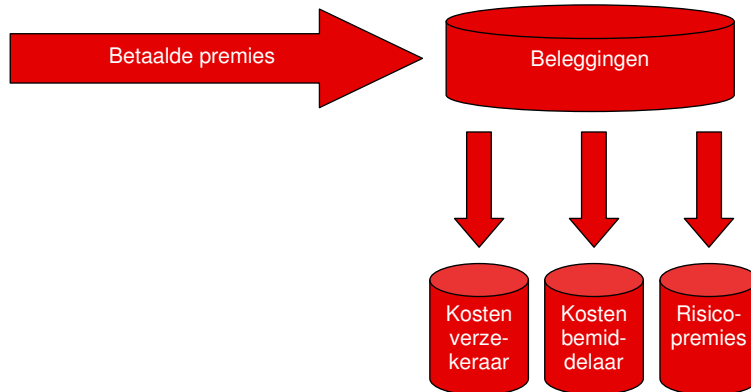 Betaalde premies
Beleggingen
Kosten
verze-
keraar
Kosten
bemid-
delaar
Risico-
premies